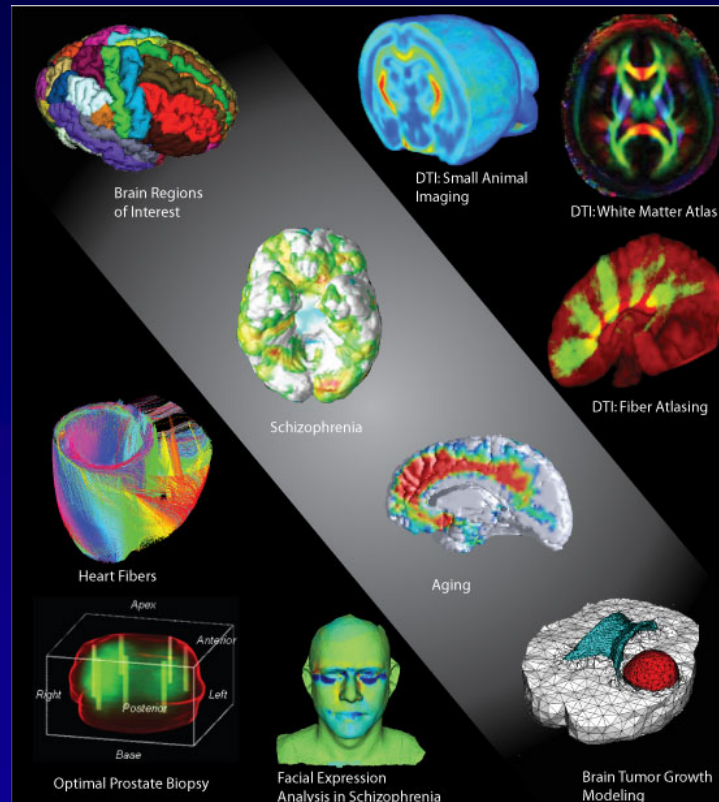 Brain Regions
of Interest
DTI: Small Animal
Imaging
DTI: White Matter Atlas
Schizophrenia
DTI: Fiber Atlasing
Heart Fibers
Aging
Apex
Anterior
Right
Left
Posterior
Base
Optimal Prostate Biopsy
Facial Expression
Analysis in Schizophrenia
Brain Tumor Growth
Modeling